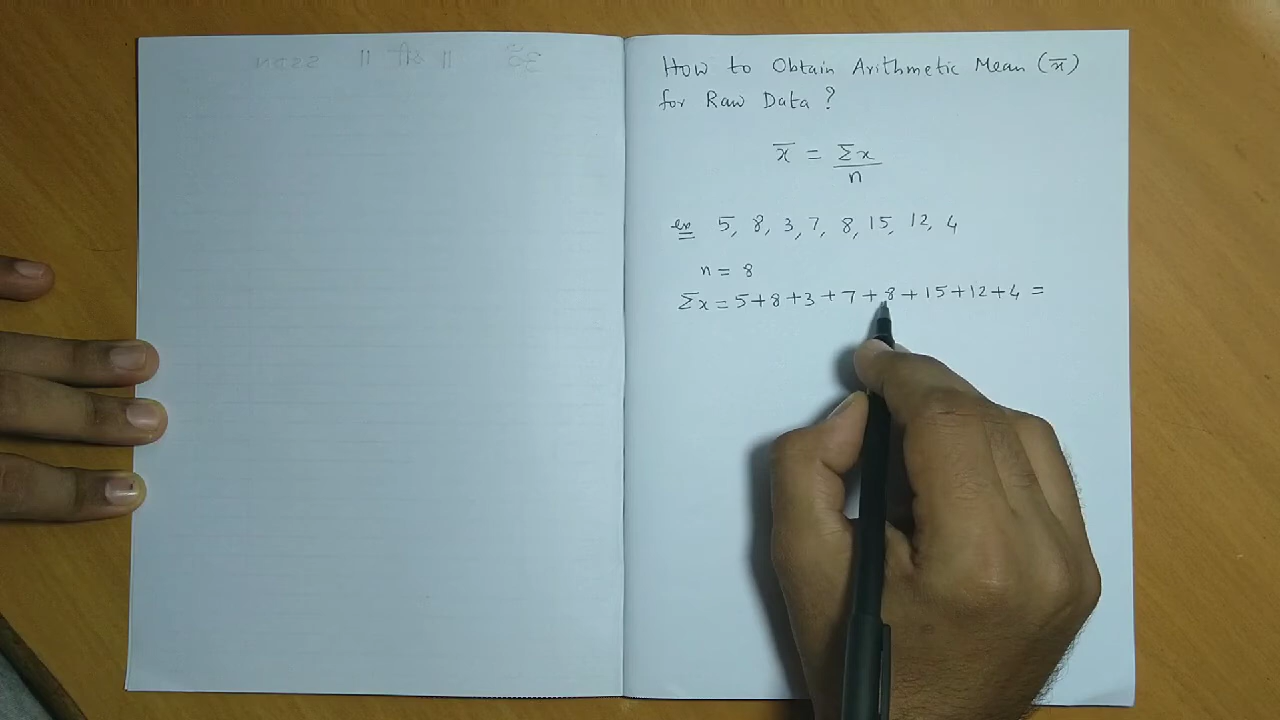 How to Obtain Arithmetic Mean (x̄)
for Raw Data ?
x̄ = Σx / n
ex 5, 8, 3, 7, 8, 15, 12, 4
n = 8
Σx = 5+8+3+7+8+15+12+4 =